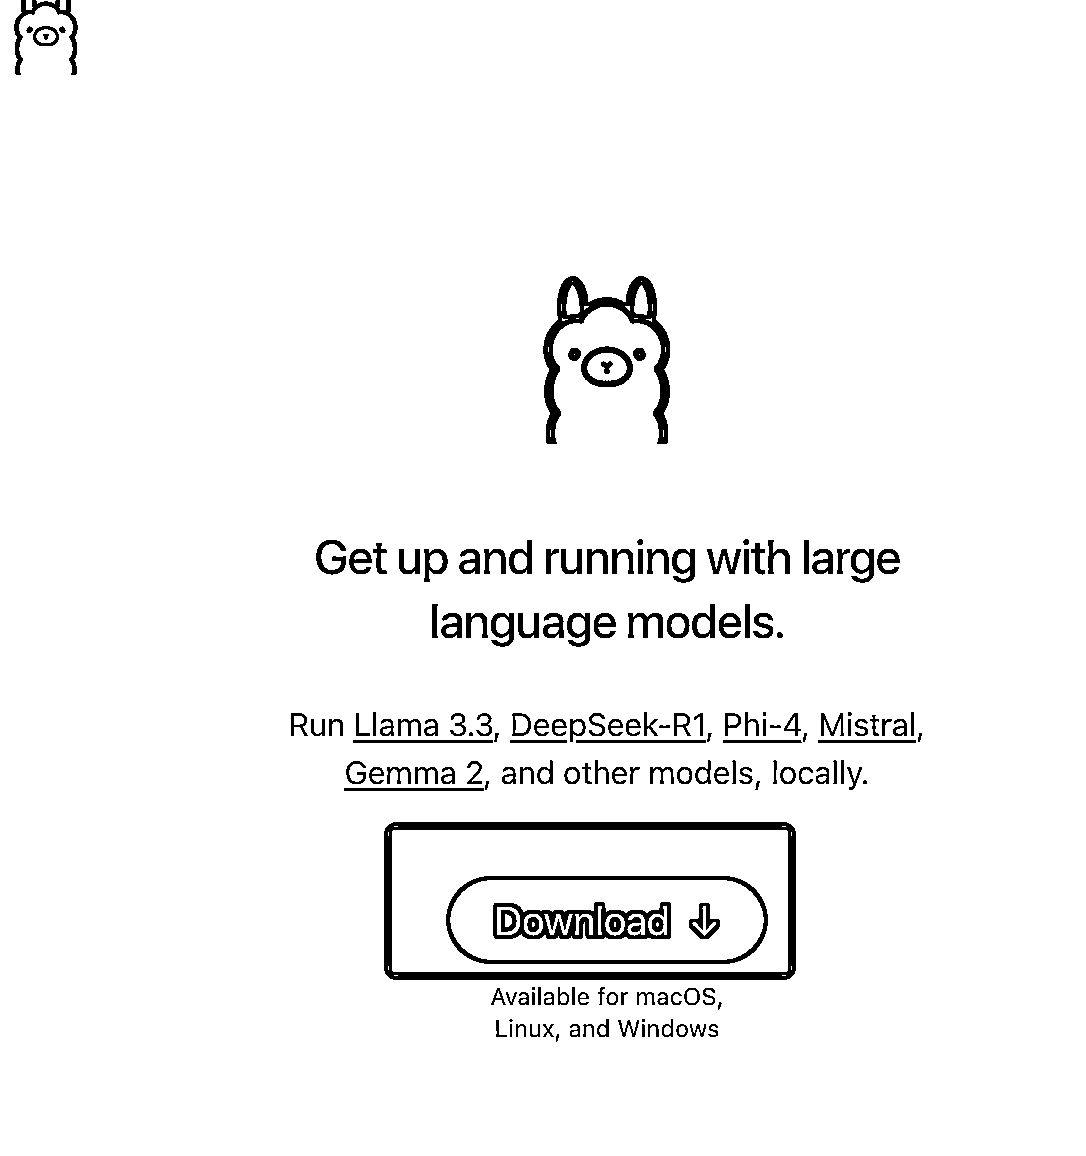 Get up and running with large
language models.
Run Llama 3.3, DeepSeek-R1, Phi-4, Mistral,
Gemma 2, and other models, locally.
Download ↓
Available for macOS,
Linux, and Windows